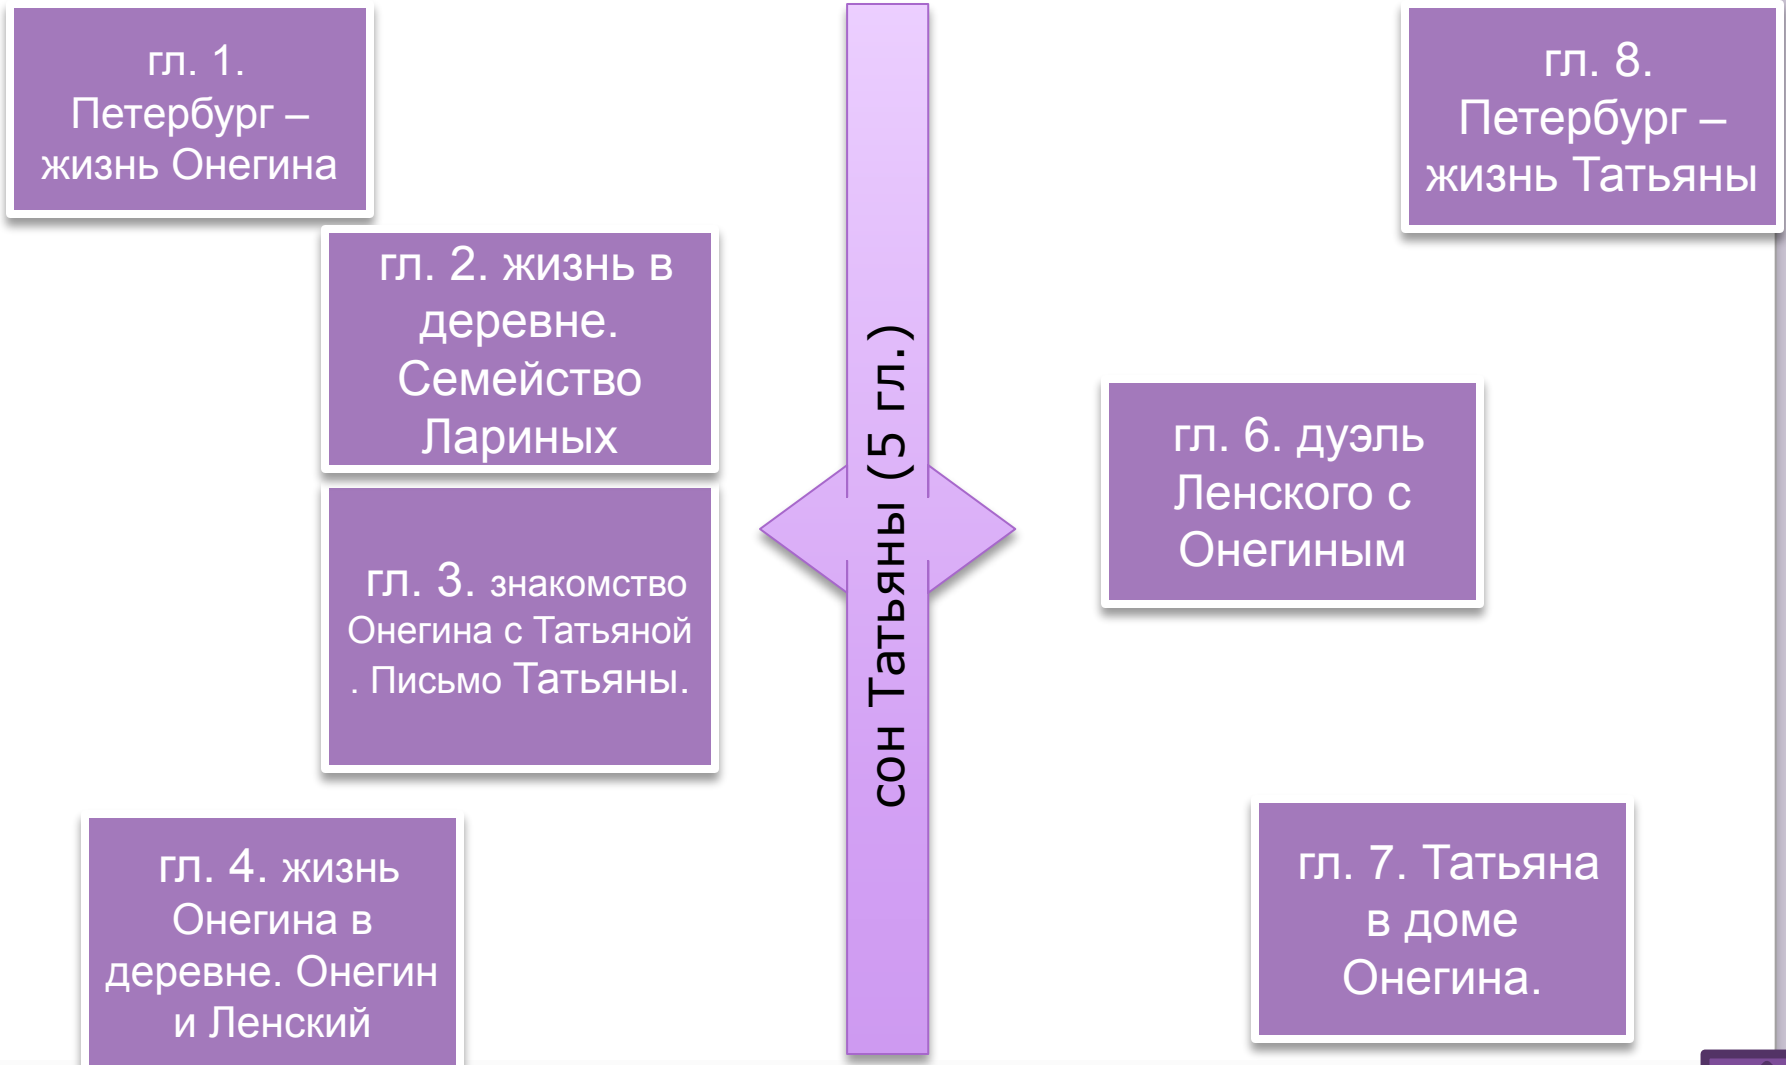 гл. 1.
Петербург –
жизнь Онегина
гл. 2. жизнь в
деревне.
Семейство
Лариных
гл. 3. знакомство
Онегина с Татьяной
. Письмо Татьяны.
гл. 4. жизнь
Онегина в
деревне. Онегин
и Ленский
сон Татьяны (5 гл.)
гл. 8.
Петербург –
жизнь Татьяны
гл. 6. дуэль
Ленского с
Онегиным
гл. 7. Татьяна
в доме
Онегина.